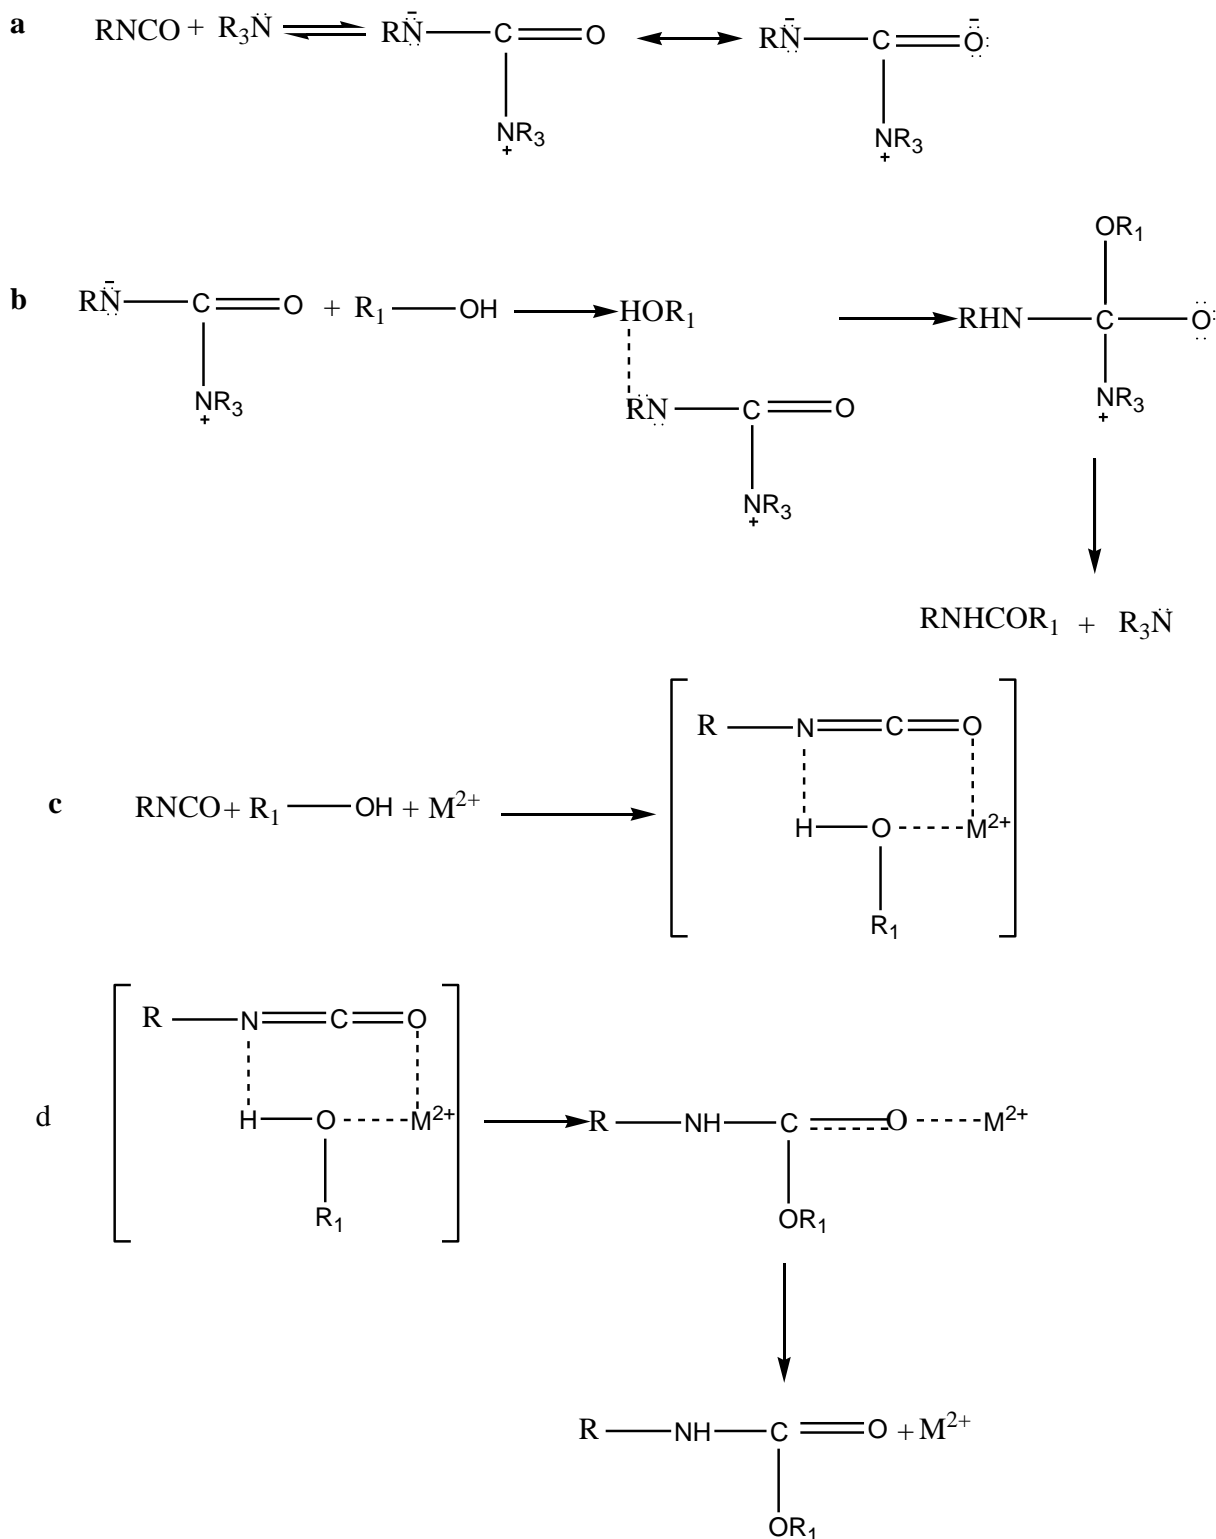 a RNCO + R3N̈ RN̄ C O RN̄ C Ō
NR3 NR3
+ +
OR1
b RN̄ C O + R1 OH HOR1 RHN C O
NR3 RN C O NR3
+ +
NR3
+
RNHCOR1 + R3N̈
R N C O
c RNCO + R1 OH + M2+ H O M2+
R1
R N C O
d H O M2+ R NH C O M2+
R1 OR1
R NH C O + M2+
OR1